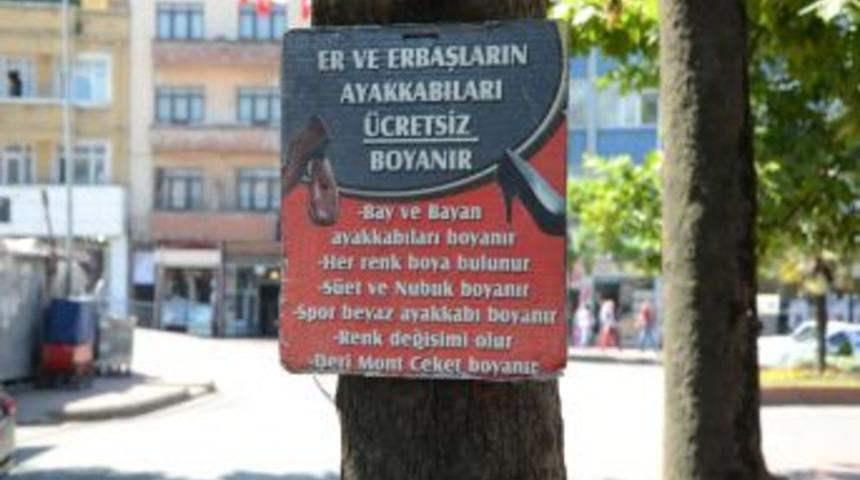 ER VE ERBAŞLARIN
AYAKKABILARI
ÜCRETSİZ
BOYANIR
-Bay ve Bayan
ayakkabıları boyanır
-Her renk boya bulunur
-Süet ve Nubuk boyanır
-Spor beyaz ayakkabı boyanır
-Renk değişimi olur
-Deri Mont Ceket boyanır